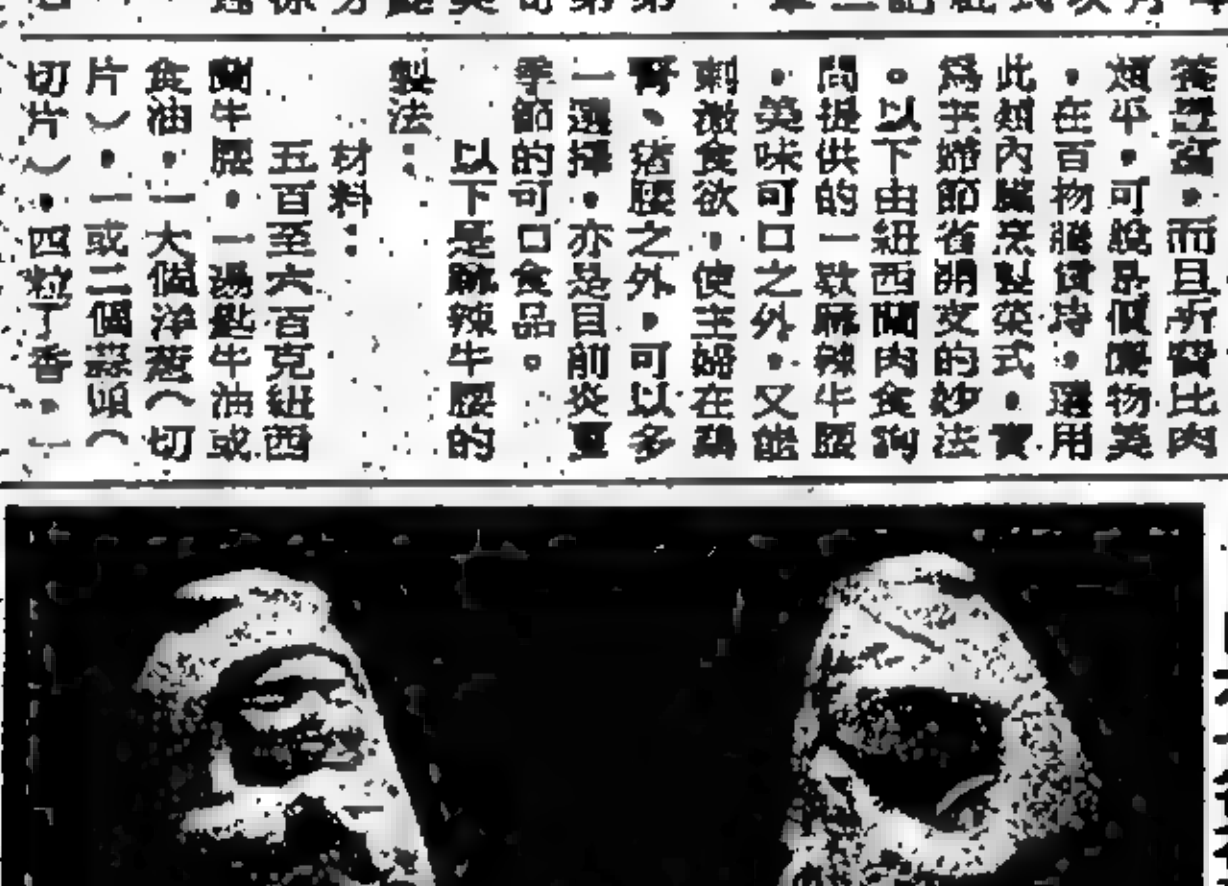 養豐富．而且所費比肉
類平．可說是價廉物美
．在百物騰貴時．選用
此類內臟烹製菜式．實
爲主婦節省開支的妙法
。以下由紐西蘭肉食詢
問提供的一款麻辣牛腰
．美味可口之外．又能
刺激食欲．使主婦在鷄
腎、猪腰之外．可以多
一選擇．亦是目前炎夏
季節的可口食品。
以下是麻辣牛腰的
製法：
材料：
五百至六百克紐西
蘭牛腰．一湯匙牛油或
食油．一大個洋葱（切
片）．一或二個蒜頭（
切片）．四粒丁香．一